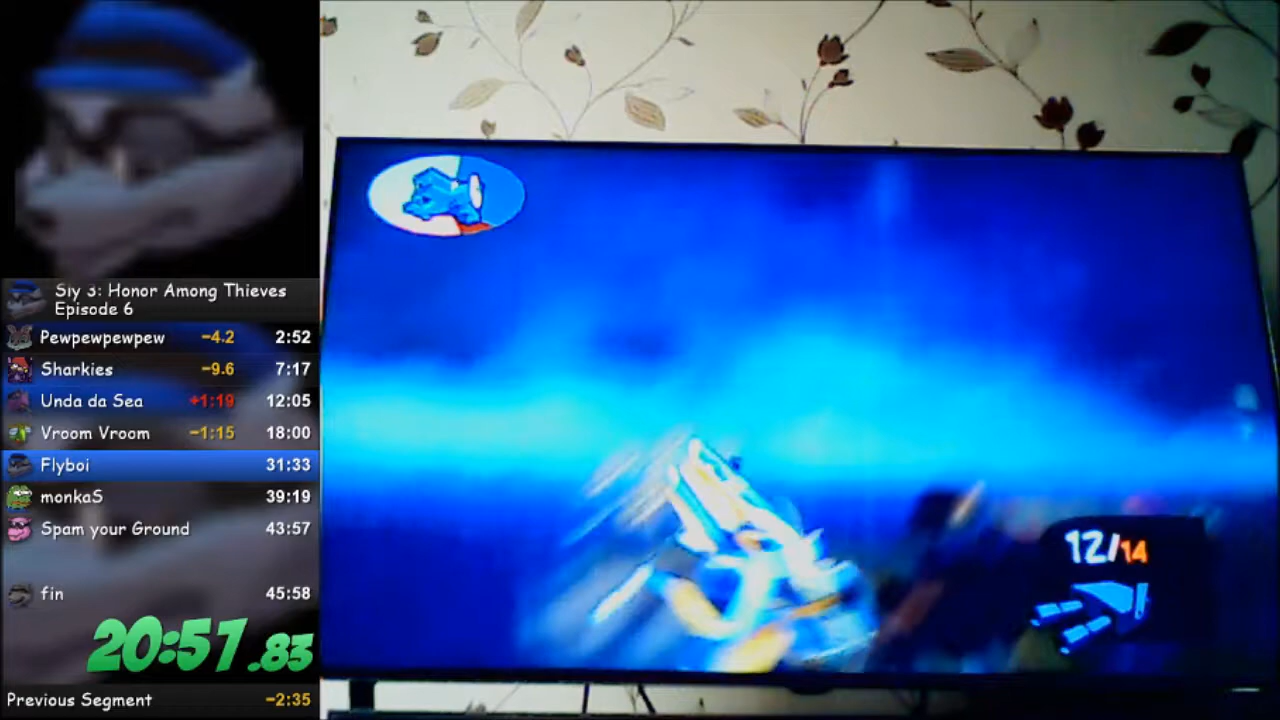 Sly 3: Honor Among Thieves
Episode 6
Pewpewpewpew −4.2 2:52
Sharkies −9.6 7:17
Unda da Sea +1:19 12:05
Vroom Vroom −1:15 18:00
Flyboi 31:33
monkaS 39:19
Spam your Ground 43:57
fin 45:58
20:57.83
Previous Segment −2:35
12/14